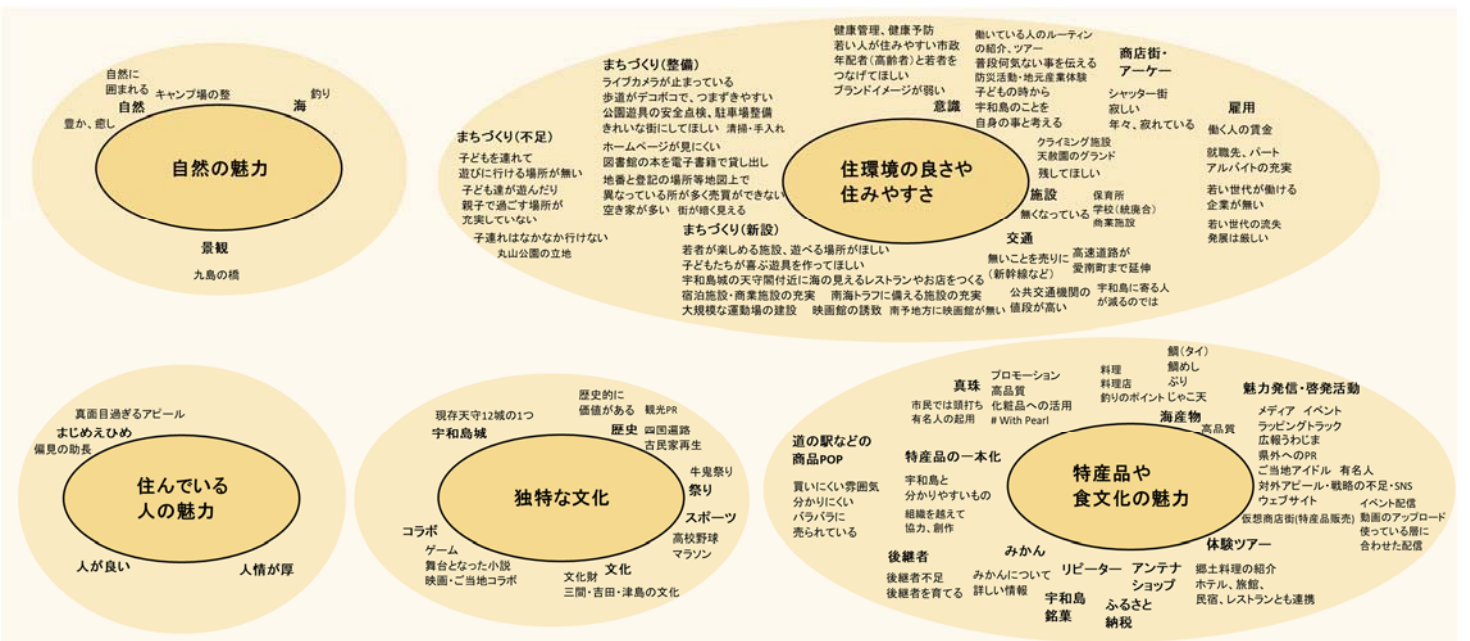 自然に
囲まれる
自然
キャンプ場の整
豊か、癒し
釣り
海
自然の魅力
景観
九島の橋
まちづくり(不足)
子どもを連れて
遊びに行ける場所が無い
子ども達が遊んだり
親子で過ごす場所が
充実していない
子連れはなかなか行けない
丸山公園の立地
まちづくり(整備)
ライブカメラが止まっている
歩道がデコボコで、つまずきやすい
公園遊具の安全点検、駐車場整備
きれいな街にしてほしい 清掃・手入れ
ホームページが見にくい
図書館の本を電子書籍で貸し出し
地番と登記の場所等地図上で
異なっている所が多く売買ができない
空き家が多い 街が暗く見える
まちづくり(新設)
若者が楽しめる施設、遊べる場所がほしい
子どもたちが喜ぶ遊具を作ってほしい
宇和島城の天守閣付近に海の見えるレストランやお店をつくる
宿泊施設・商業施設の充実 南海トラフに備える施設の充実
大規模な運動場の建設 映画館の誘致 南予地方に映画館が無い
健康管理、健康予防
若い人が住みやすい市政
年配者(高齢者)と若者を
つなげてほしい
ブランドイメージが弱い
意識
働いている人のルーティン
の紹介、ツアー
普段何気ない事を伝える
防災活動・地元産業体験
子どもの時から
宇和島のことを
自身の事と考える
住環境の良さや
住みやすさ
商店街・
アーケー
シャッター街
寂しい
年々、寂れている
クライミング施設
天赦園のグランド
残してほしい
施設
無くなっている
保育所
学校(統廃合)
商業施設
交通
無いことを売りに
(新幹線など)
高速道路が
愛南町まで延伸
公共交通機関の
値段が高い
宇和島に寄る人
が減るのでは
雇用
働く人の賃金
就職先、パート
アルバイトの充実
若い世代が働ける
企業が無い
若い世代の流失
発展は厳しい
真面目過ぎるアピール
まじめえひめ
偏見の助長
住んでいる
人の魅力
人が良い
人情が厚
現存天守12城の1つ
宇和島城
歴史的に
価値がある
観光PR
歴史
四国遍路
古民家再生
独特な文化
牛鬼祭り
祭り
スポーツ
高校野球
マラソン
コラボ
ゲーム
舞台となった小説
映画・ご当地コラボ
文化
文化財
三間・吉田・津島の文化
真珠
市民では頭打ち
有名人の起用
プロモーション
高品質
化粧品への活用
# With Pearl
料理
料理店
釣りのポイント
鯛(タイ)
鯛めし
ぶり
じゃこ天
海産物
高品質
道の駅などの
商品POP
買いにくい雰囲気
分かりにくい
バラバラに
売られている
特産品の一本化
宇和島と
分かりやすいもの
組織を越えて
協力、創作
特産品や
食文化の魅力
魅力発信・啓発活動
メディア イベント
ラッピングトラック
広報うわじま
県外へのPR
ご当地アイドル 有名人
対外アピール・戦略の不足・SNS
ウェブサイト
仮想商店街(特産品販売)
イベント配信
動画のアップロード
使っている層に
合わせた配信
後継者
後継者不足
後継者を育てる
みかん
みかんについて
詳しい情報
リピーター
宇和島
銘菓
アンテナ
ショップ
ふるさと
納税
体験ツアー
郷土料理の紹介
ホテル、旅館、
民宿、レストランとも連携